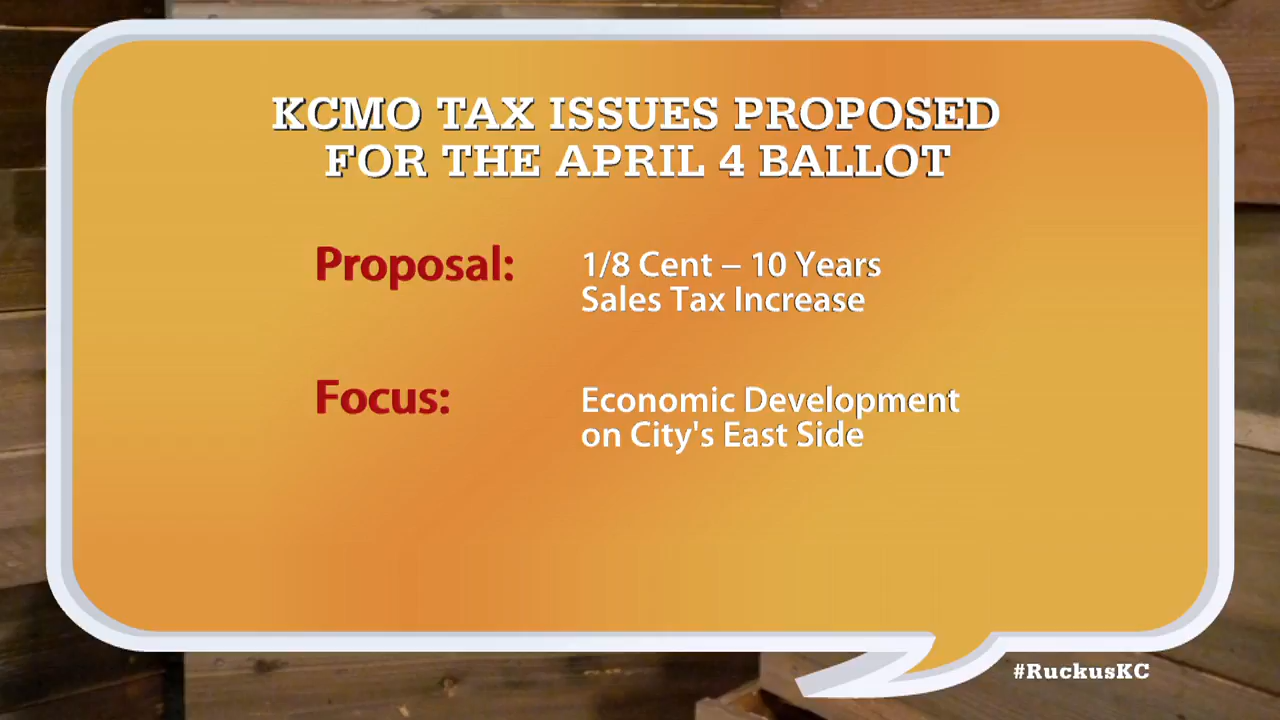 KCMO TAX ISSUES PROPOSED
FOR THE APRIL 4 BALLOT
Proposal:
1/8 Cent – 10 Years
Sales Tax Increase
Focus:
Economic Development
on City's East Side
#RuckusKC